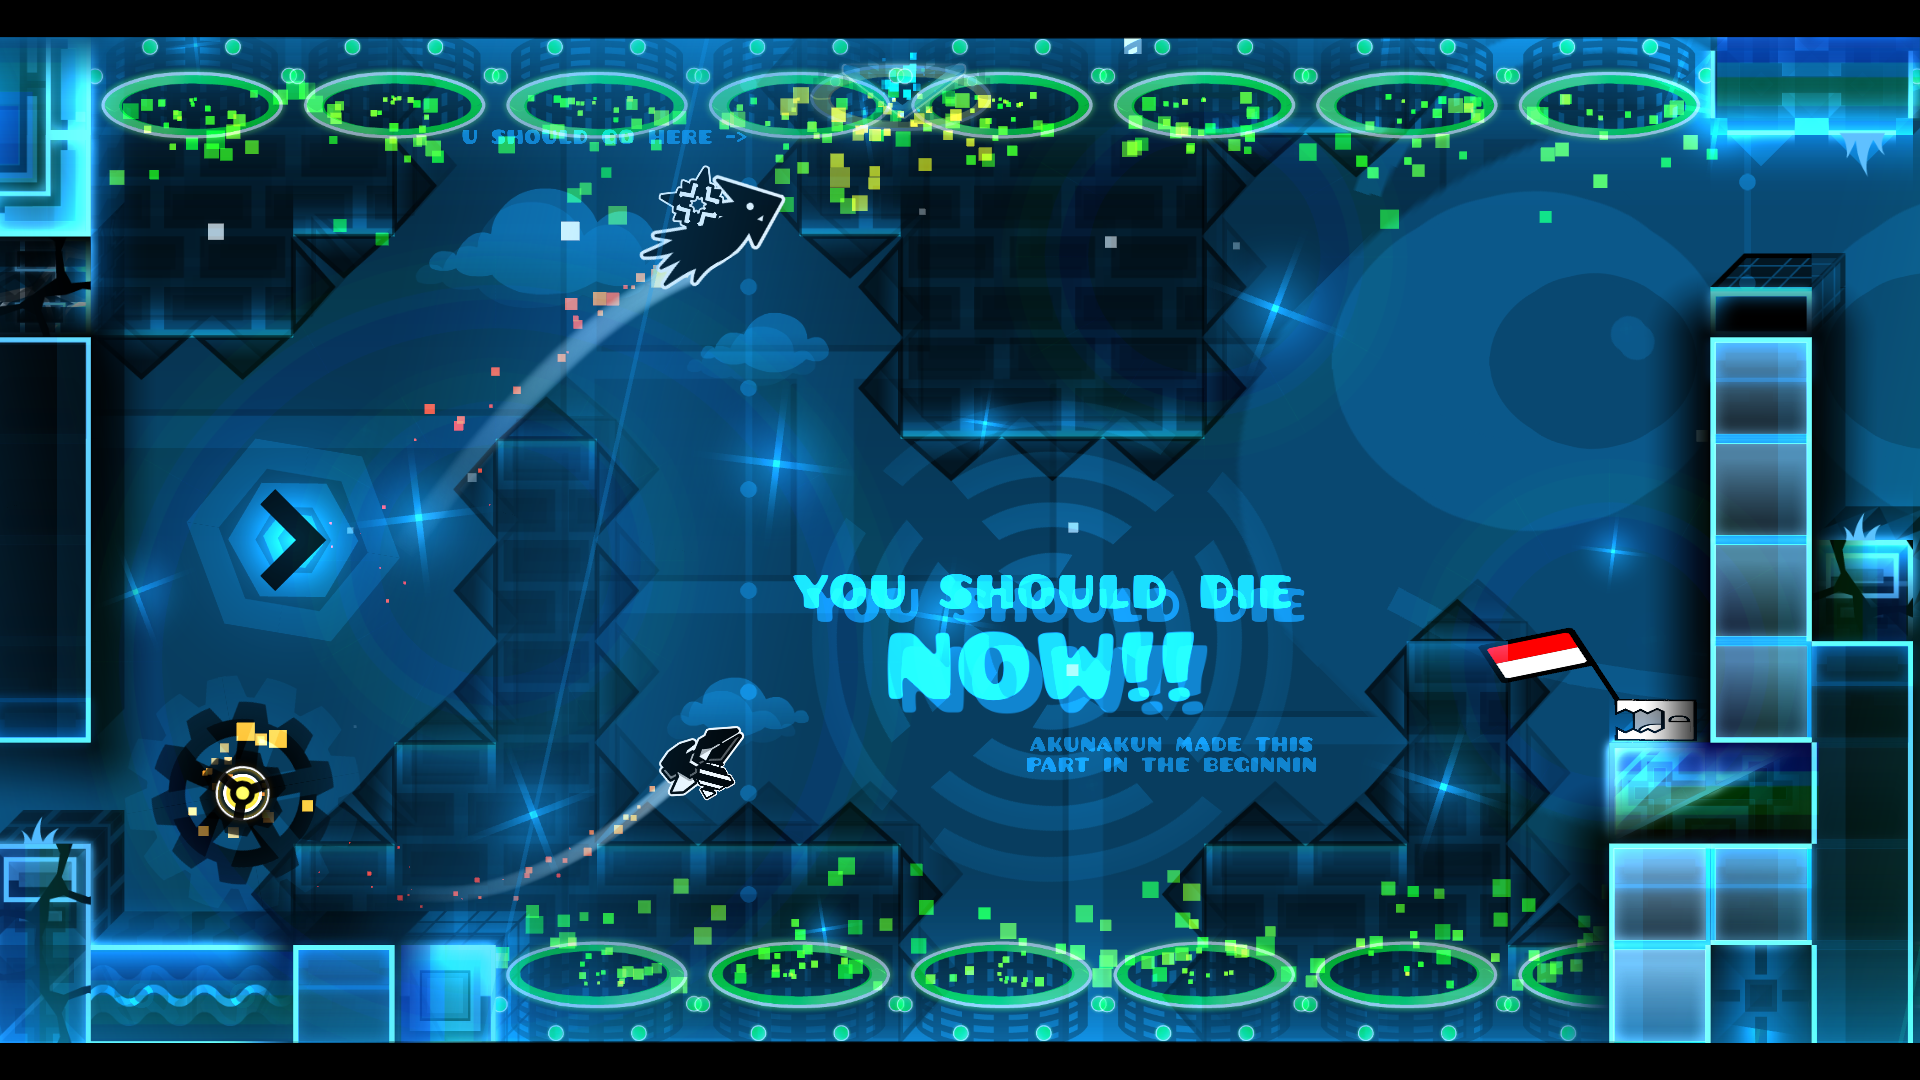 U SHOULD GO HERE ->
YOU SHOULD DIE
NOW!!
AKUNAKUN MADE THIS
PART IN THE BEGINNIN